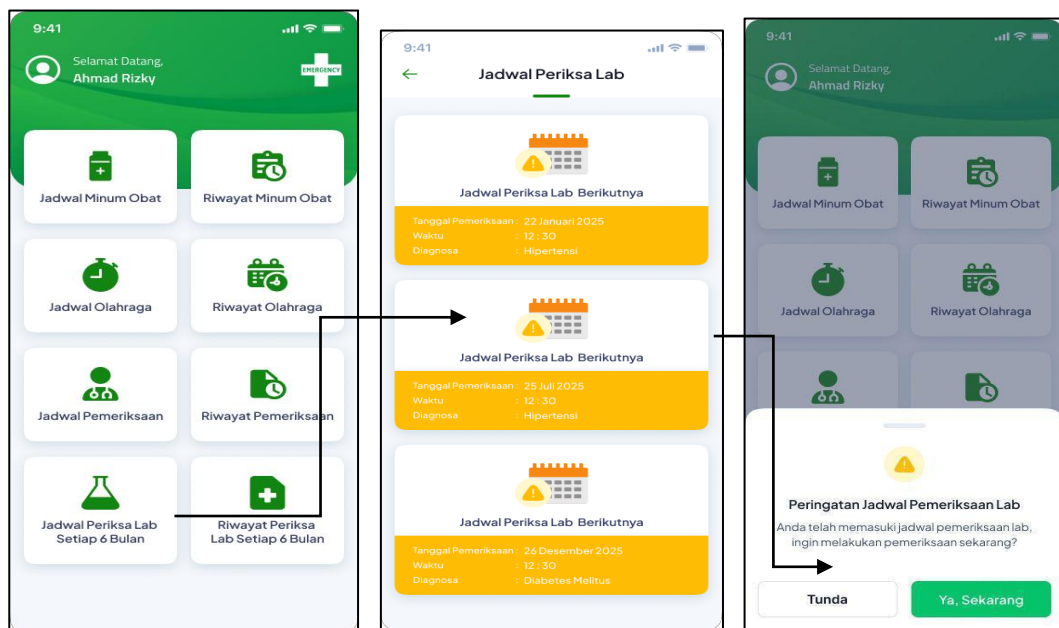 9:41
Selamat Datang,
Ahmad Rizky
EMERGENCY
Jadwal Minum Obat
Riwayat Minum Obat
Jadwal Olahraga
Riwayat Olahraga
Jadwal Pemeriksaan
Riwayat Pemeriksaan
Jadwal Periksa Lab
Setiap 6 Bulan
Riwayat Periksa
Lab Setiap 6 Bulan
9:41
Jadwal Periksa Lab
Jadwal Periksa Lab Berikutnya
Tanggal Pemeriksaan : 22 Januari 2025
Waktu : 12 : 30
Diagnosa : Hipertensi
Jadwal Periksa Lab Berikutnya
Tanggal Pemeriksaan : 25 Juli 2025
Waktu : 12 : 30
Diagnosa : Hipertensi
Jadwal Periksa Lab Berikutnya
Tanggal Pemeriksaan : 26 Desember 2025
Waktu : 12 : 30
Diagnosa : Diabetes Melitus
9:41
Selamat Datang,
Ahmad Rizky
Jadwal Minum Obat
Riwayat Minum Obat
Jadwal Olahraga
Riwayat Olahraga
Peringatan Jadwal Pemeriksaan Lab
Anda telah memasuki jadwal pemeriksaan lab,
ingin melakukan pemeriksaan sekarang?
Tunda
Ya, Sekarang